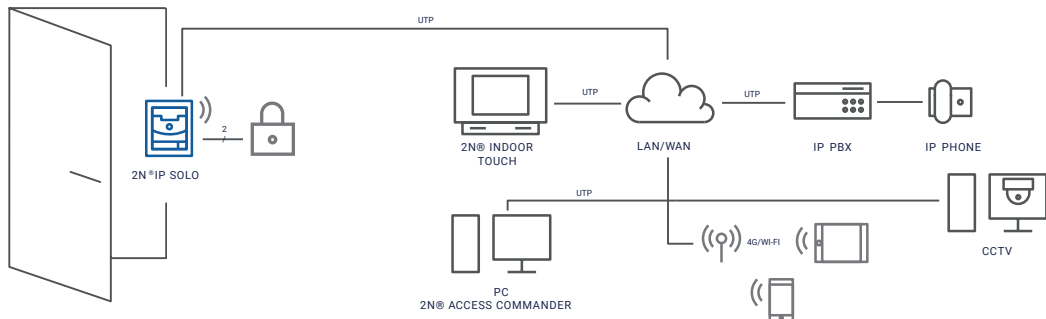 UTP
UTP
UTP
2
2N® INDOOR
TOUCH
LAN/WAN
IP PBX
IP PHONE
2N®IP SOLO
UTP
4G/WI-FI
CCTV
PC
2N® ACCESS COMMANDER